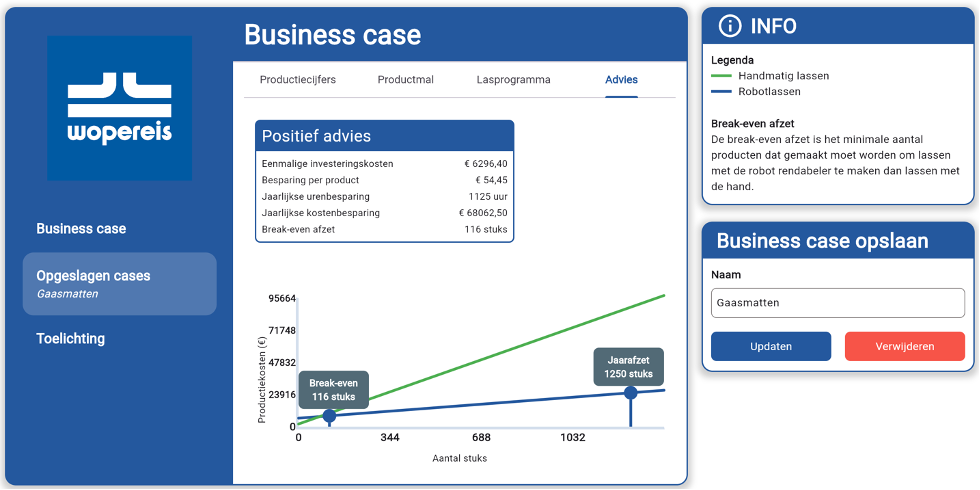 wopereis
Business case
Opgeslagen cases
Gaasmatten
Toelichting
Business case
Productiecijfers Productmal Lasprogramma Advies
Positief advies
Eenmalige investeringskosten € 6296,40
Besparing per product € 54,45
Jaarlijkse urenbesparing 1125 uur
Jaarlijkse kostenbesparing € 68062,50
Break-even afzet 116 stuks
Productiekosten (€)
95664
71748
47832
23916
0
Break-even
116 stuks
Jaarafzet
1250 stuks
0 344 688 1032
Aantal stuks
INFO
Legenda
Handmatig lassen
Robotlassen
Break-even afzet
De break-even afzet is het minimale aantal
producten dat gemaakt moet worden om lassen
met de robot rendabeler te maken dan lassen met
de hand.
Business case opslaan
Naam
Gaasmatten
Updaten Verwijderen